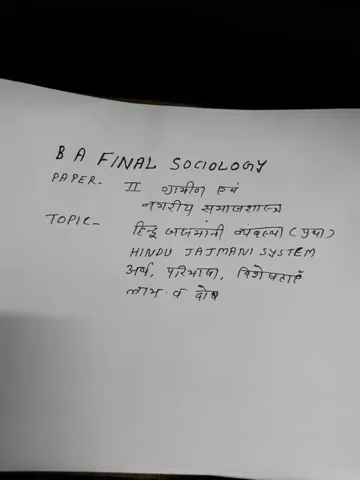 B A FINAL SOCIOLOGY
PAPER- II ग्रामीण एवं
नगरीय समाजशास्त्र
TOPIC- हिन्दू जजमानी व्यवस्था (प्रथा)
HINDU JAJMANI SYSTEM
अर्थ, परिभाषा, विशेषताएँ
लाभ व दोष